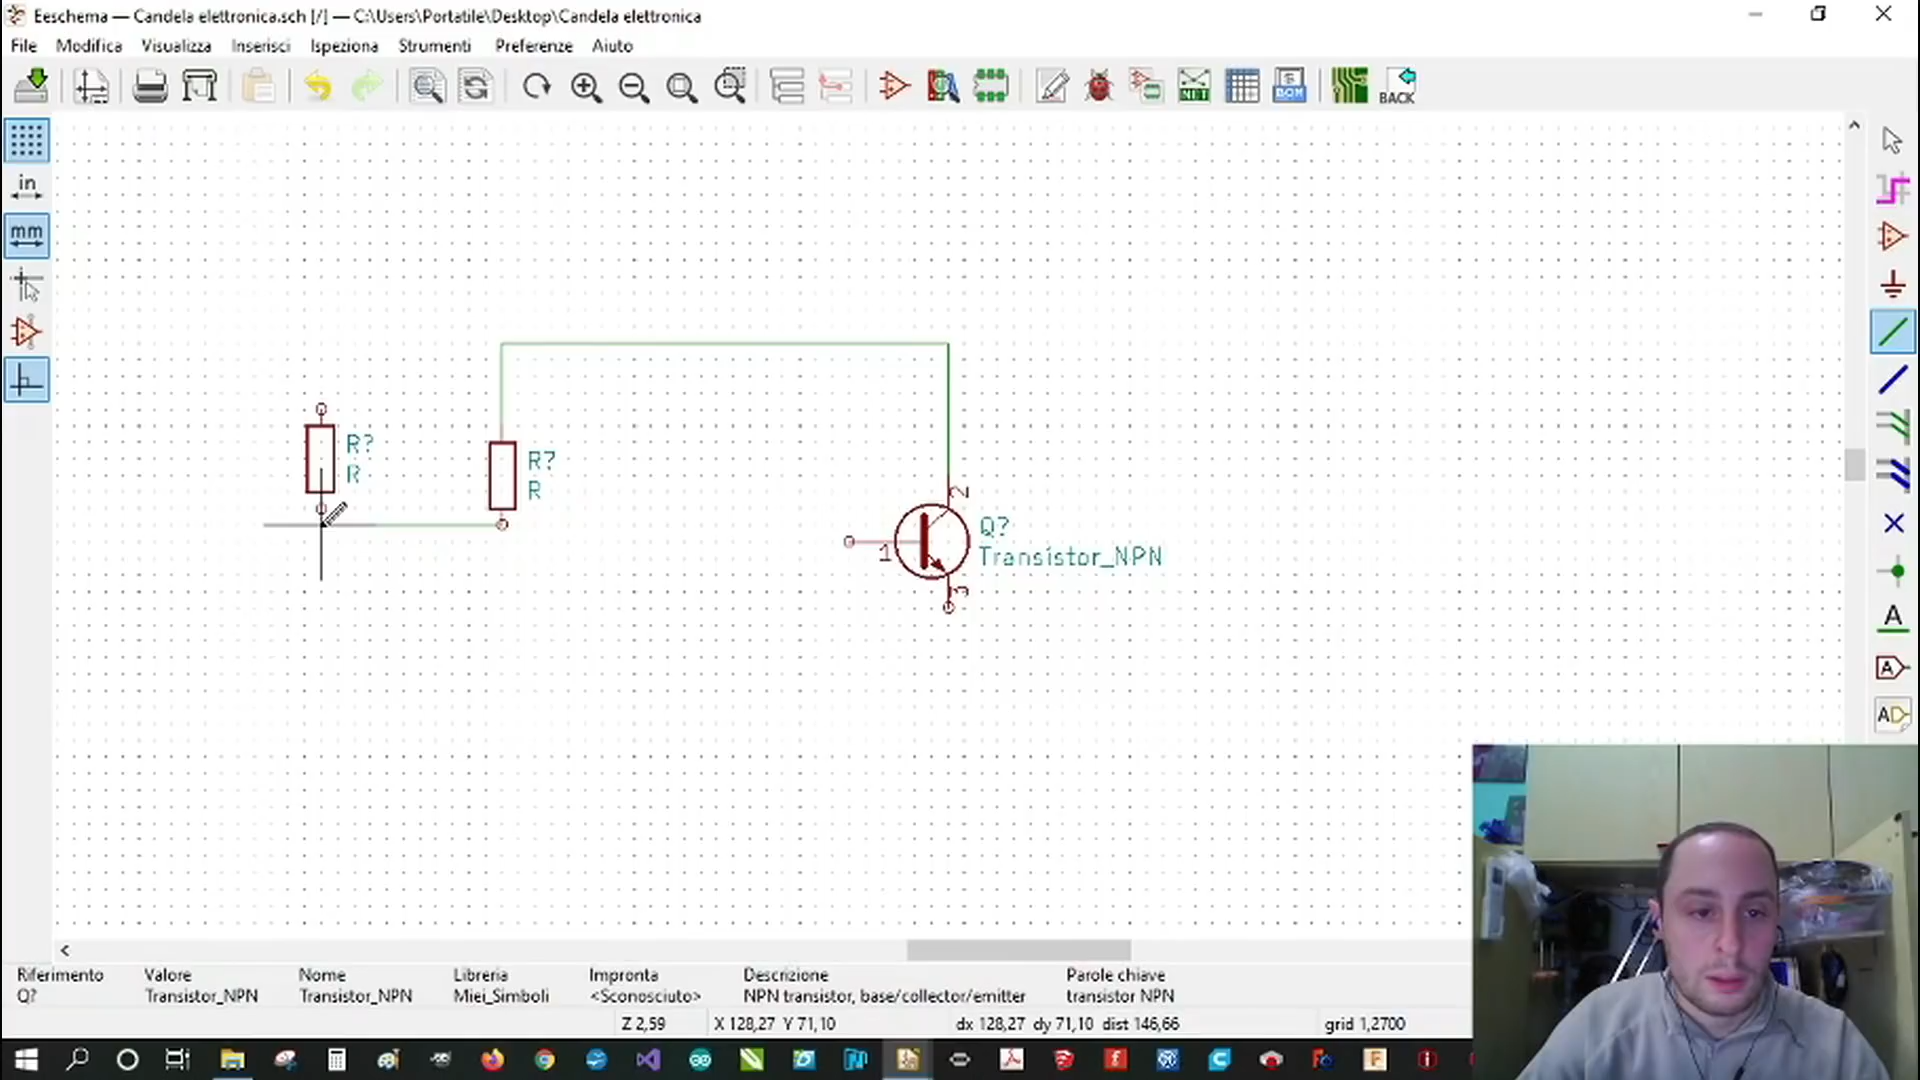 Eeschema — Candela elettronica.sch [/] — C:\Users\Portatile\Desktop\Candela elettronica
File Modifica Visualizza Inserisci Ispeziona Strumenti Preferenze Aiuto
NET
BOM
BACK
in
mm
R?
R
R?
R
2
1
3
Q?
Transistor_NPN
A
A
AD
Riferimento Valore Nome Libreria Impronta Descrizione Parole chiave
Q? Transistor_NPN Transistor_NPN Miei_Simboli <Sconosciuto> NPN transistor, base/collector/emitter transistor NPN
Z 2,59 X 128,27 Y 71,10 dx 128,27 dy 71,10 dist 146,66 grid 1,2700